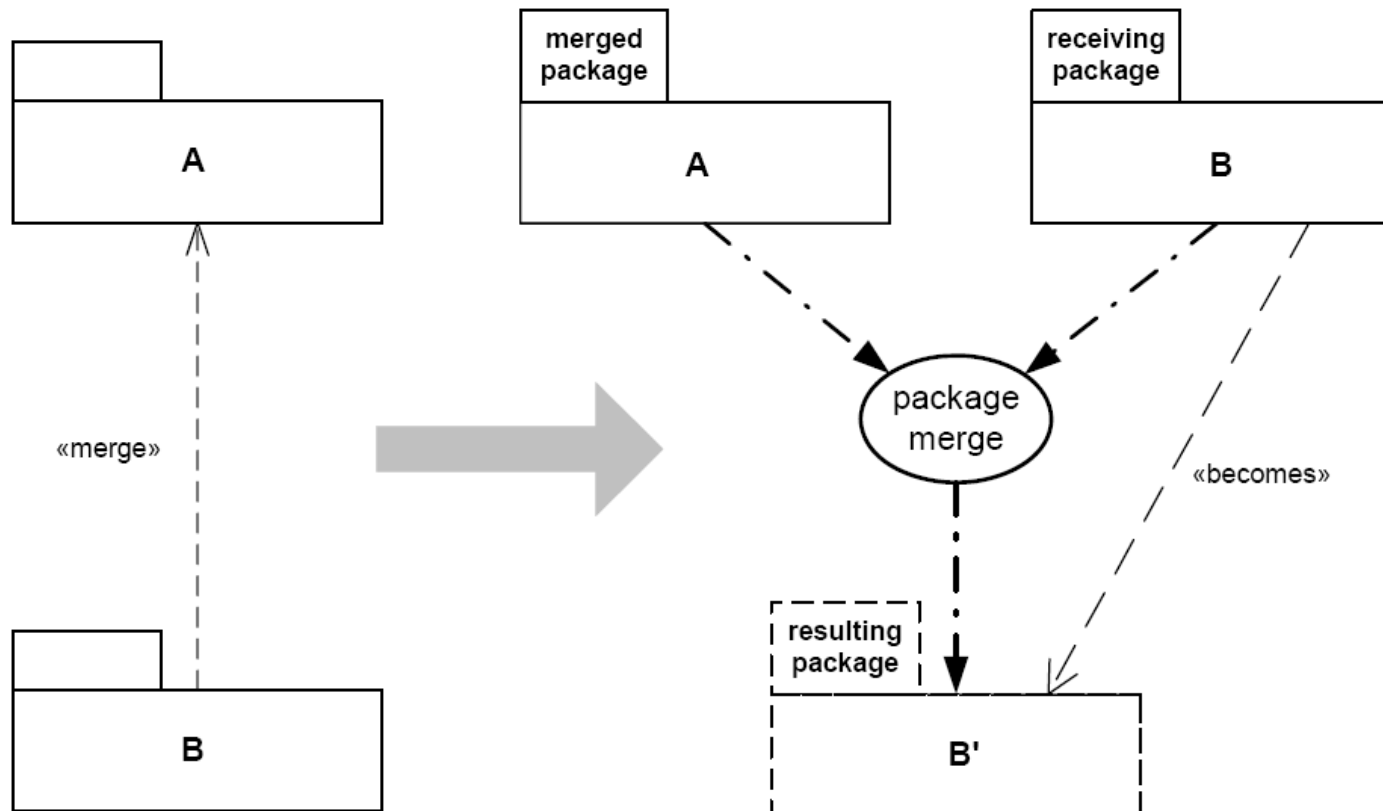 A
«merge»
B
merged
package
A
receiving
package
B
package
merge
«becomes»
resulting
package
B'